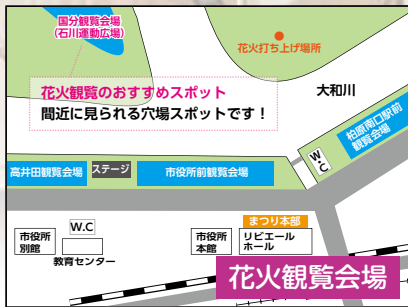 国分観覧会場
(石川運動広場)
花火打ち上げ場所
花火観覧のおすすめスポット
間近に見られる穴場スポットです!
大和川
柏原南口駅前
観覧会場
W.C
高井田観覧会場
ステージ
市役所前観覧会場
まつり本部
W.C
市役所
別館
教育センター
市役所
本館
リビエール
ホール
花火観覧会場